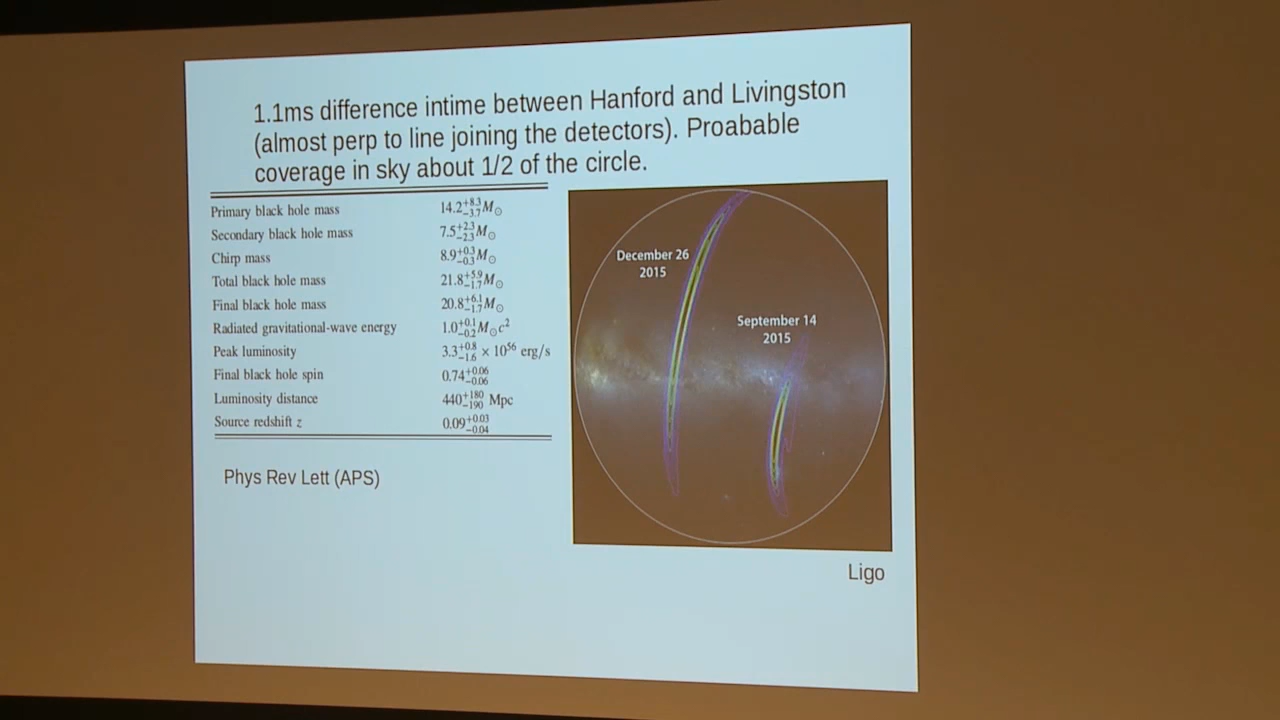 1.1ms difference intime between Hanford and Livingston
(almost perp to line joining the detectors). Proabable
coverage in sky about 1/2 of the circle.
Primary black hole mass 14.2+8.3−3.7 M⊙
Secondary black hole mass 7.5+2.3−2.3 M⊙
Chirp mass 8.9+0.3−0.3 M⊙
Total black hole mass 21.8+5.9−1.7 M⊙
Final black hole mass 20.8+6.1−1.7 M⊙
Radiated gravitational-wave energy 1.0+0.1−0.2 M⊙c²
Peak luminosity 3.3+0.8−1.6 × 10⁵⁶ erg/s
Final black hole spin 0.74+0.06−0.06
Luminosity distance 440+180−190 Mpc
Source redshift z 0.09+0.03−0.04
Phys Rev Lett (APS)
December 26
2015
September 14
2015
Ligo